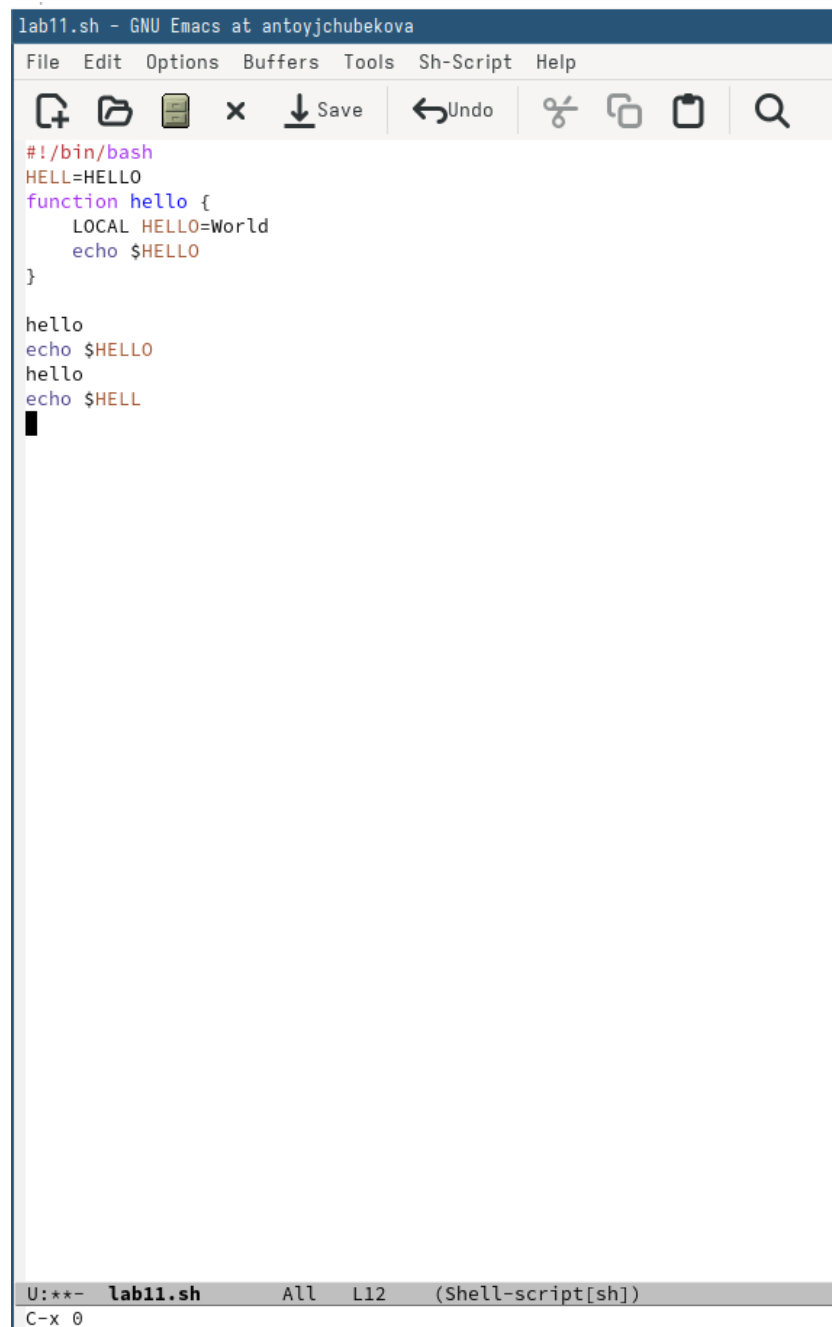 lab11.sh - GNU Emacs at antoyjchubekova
File Edit Options Buffers Tools Sh-Script Help
Save Undo
#!/bin/bash
HELL=HELLO
function hello {
    LOCAL HELLO=World
    echo $HELLO
}
hello
echo $HELLO
hello
echo $HELL
U:**- lab11.sh All L12 (Shell-script[sh])
C-x 0